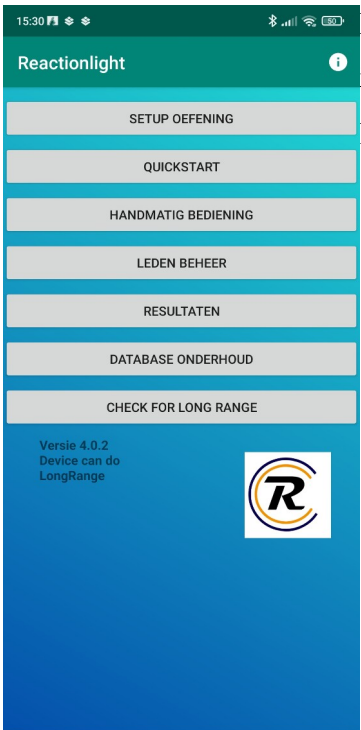 15:30
50
Reactionlight
SETUP OEFENING
QUICKSTART
HANDMATIG BEDIENING
LEDEN BEHEER
RESULTATEN
DATABASE ONDERHOUD
CHECK FOR LONG RANGE
Versie 4.0.2
Device can do
LongRange
R